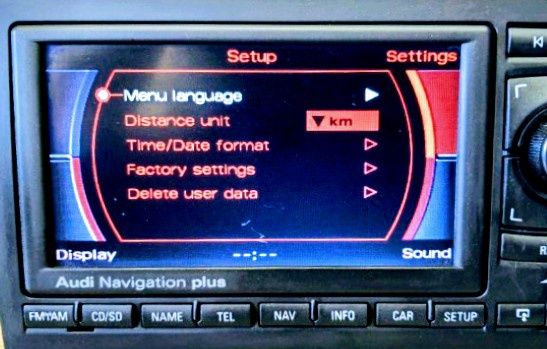 Setup
Settings
Menu language
Distance unit km
Time/Date format
Factory settings
Delete user data
Display --:-- Sound
Audi Navigation plus
FM/AM CD/SD NAME TEL NAV INFO CAR SETUP